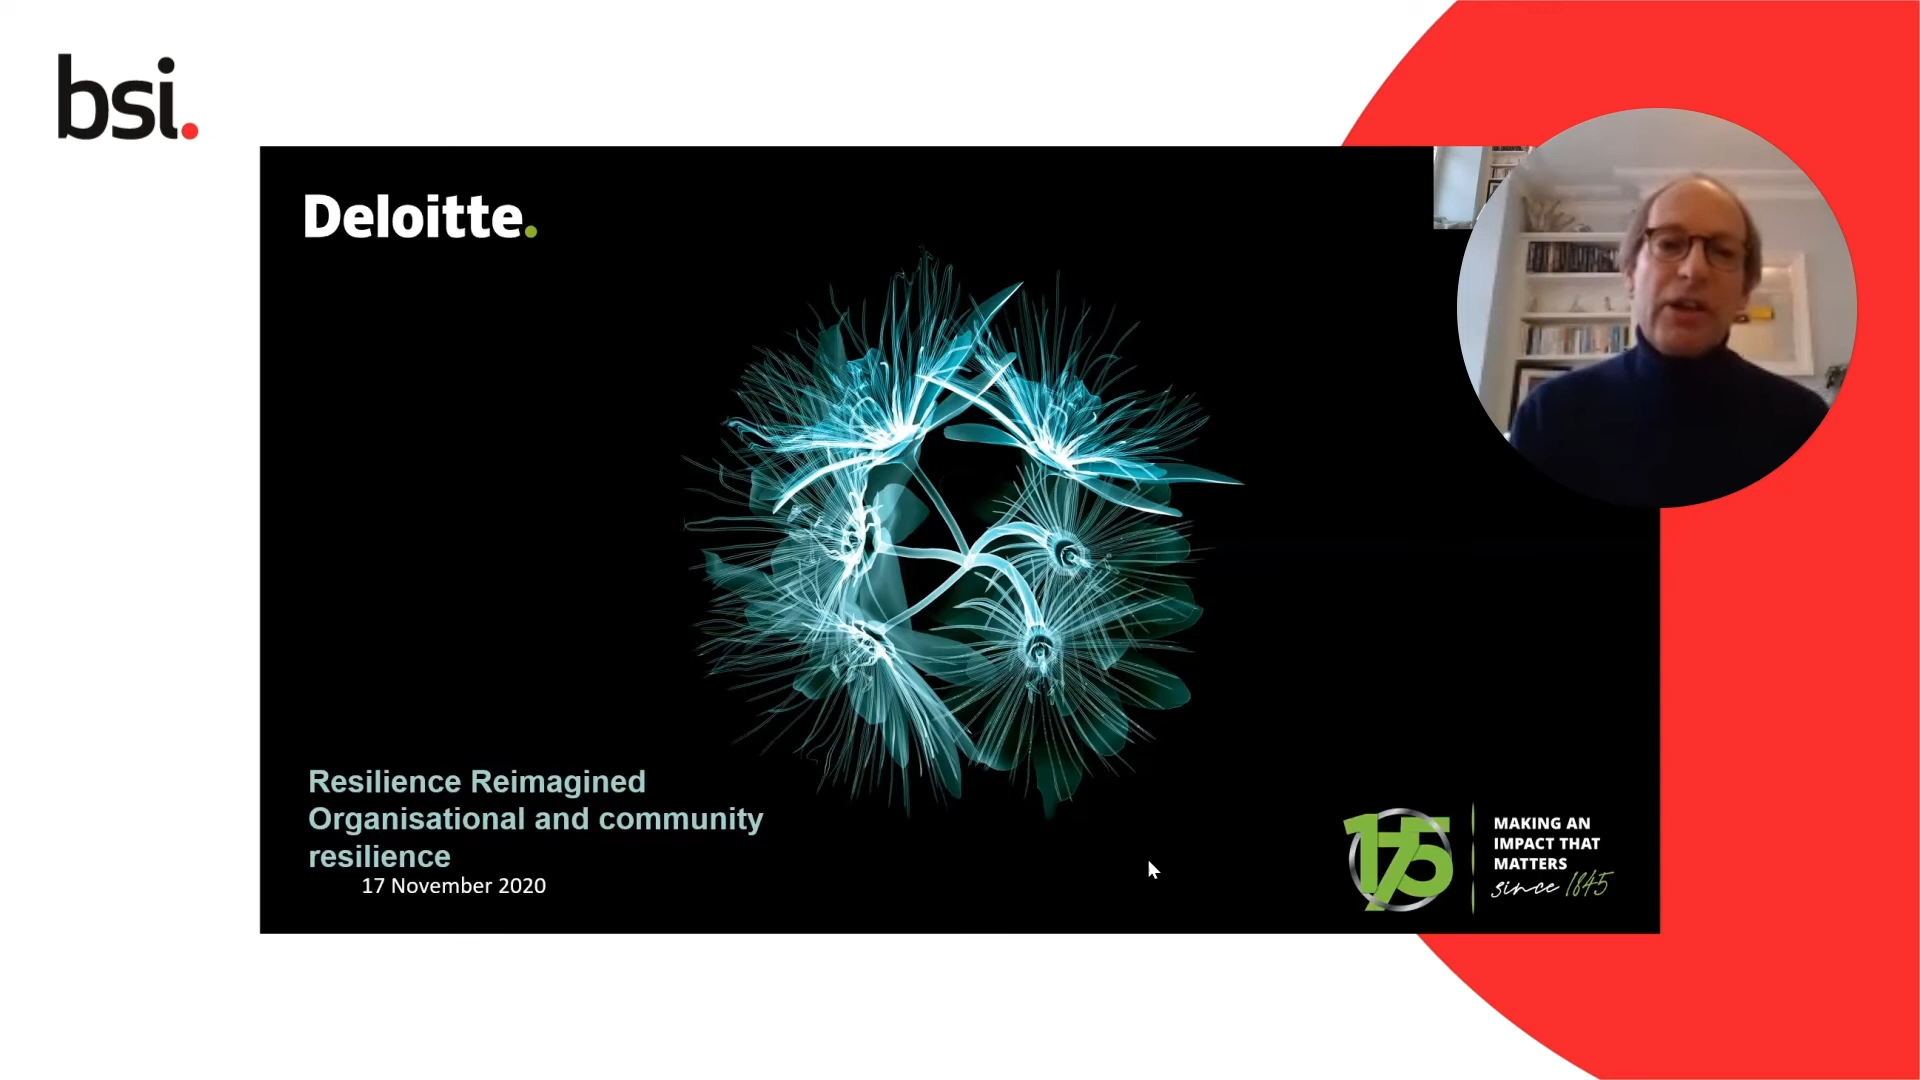 bsi.
Deloitte.
Resilience Reimagined
Organisational and community
resilience
17 November 2020
175
MAKING AN
IMPACT THAT
MATTERS
since 1845